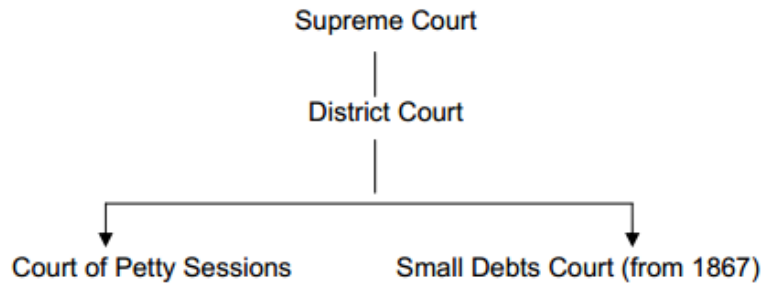 Supreme Court
District Court
Court of Petty Sessions
Small Debts Court (from 1867)